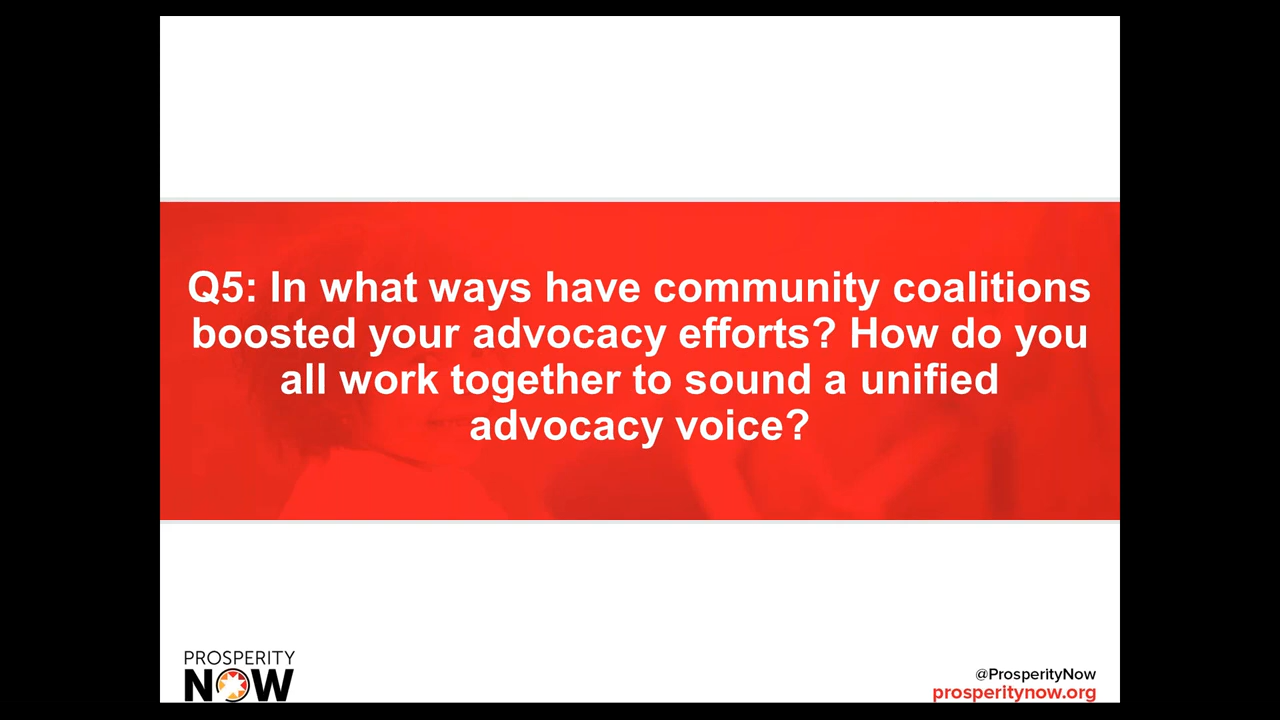 Q5: In what ways have community coalitions
boosted your advocacy efforts? How do you
all work together to sound a unified
advocacy voice?
PROSPERITY
NOW
@ProsperityNow
prosperitynow.org